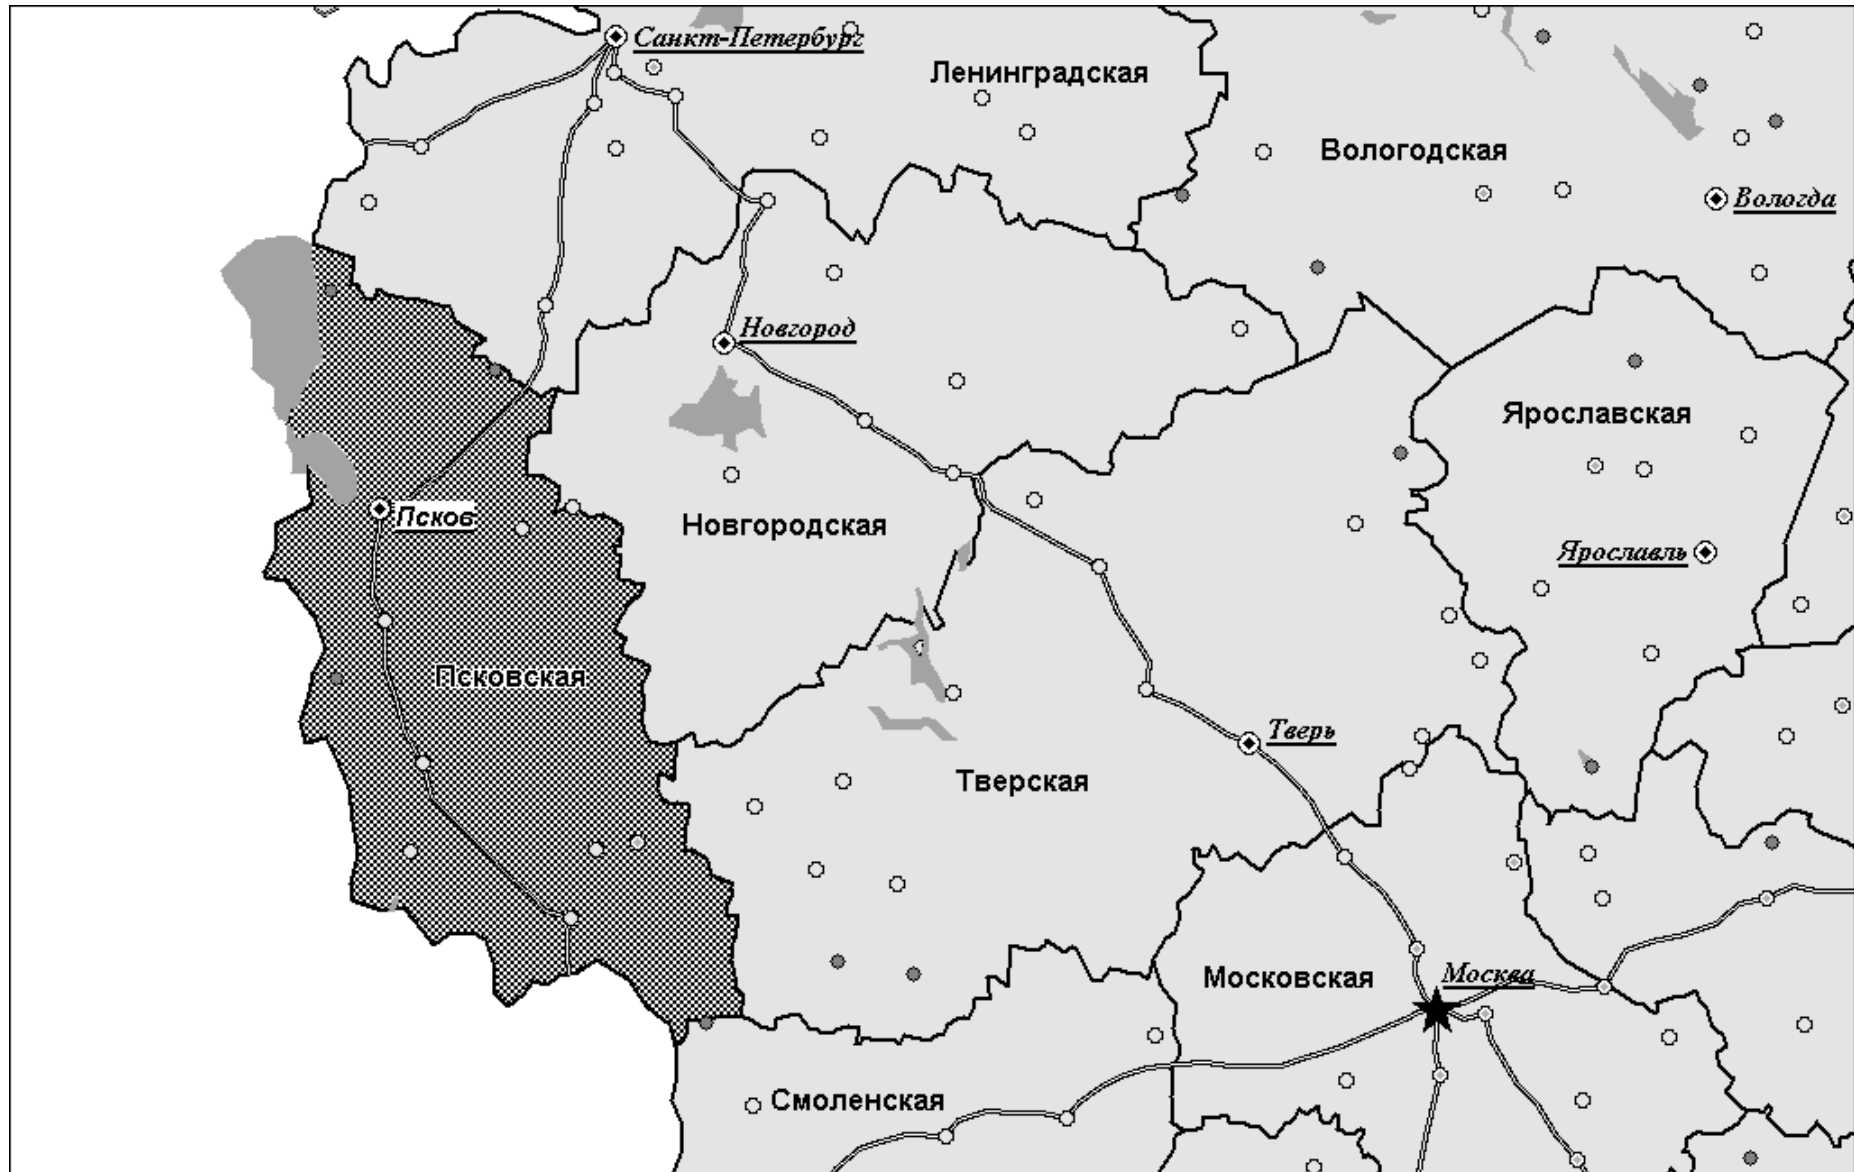 Санкт-Петербург
Ленинградская
Вологодская
Вологда
Новгород
Ярославская
Псков
Новгородская
Ярославль
Псковская
Тверь
Тверская
Москва
Московская
Смоленская